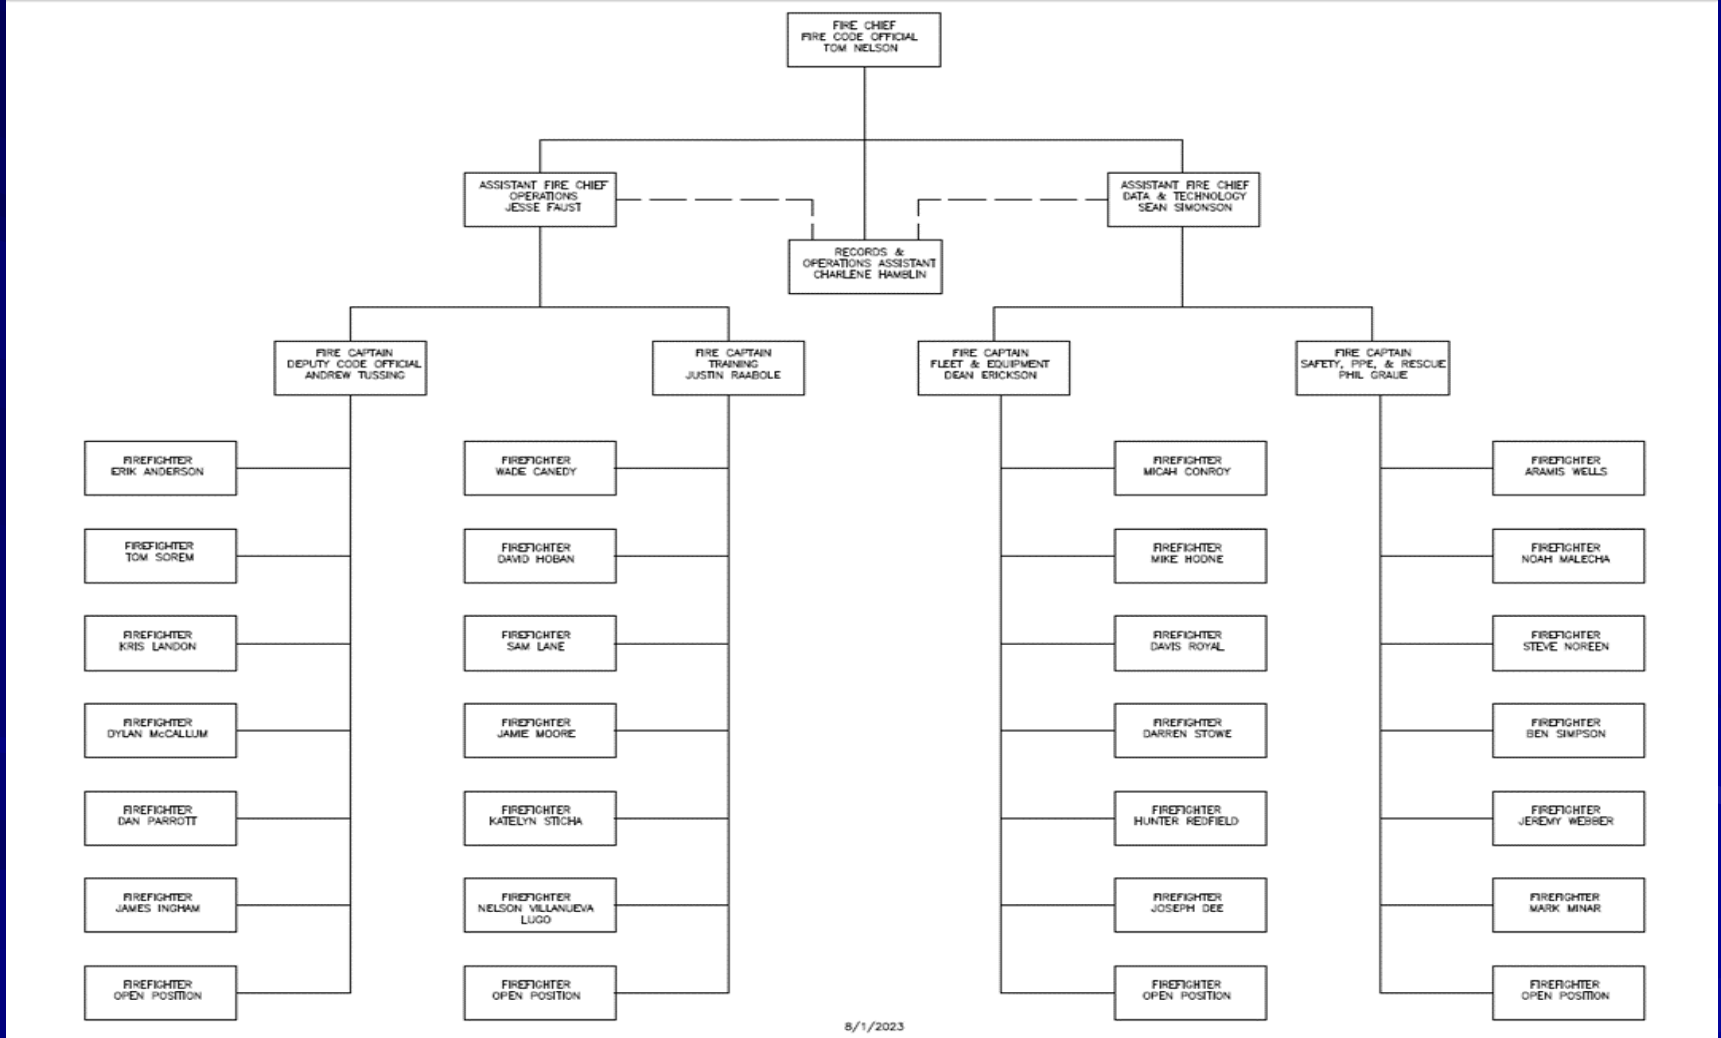 FIRE CHIEF
FIRE CODE OFFICIAL
TOM NELSON
ASSISTANT FIRE CHIEF
OPERATIONS
JESSE FAUST
ASSISTANT FIRE CHIEF
DATA & TECHNOLOGY
SEAN SIMONSON
RECORDS &
OPERATIONS ASSISTANT
CHARLENE HAMBLIN
FIRE CAPTAIN
DEPUTY CODE OFFICIAL
ANDREW TUSSING
FIRE CAPTAIN
TRAINING
JUSTIN RAABOLE
FIRE CAPTAIN
FLEET & EQUIPMENT
DEAN ERICKSON
FIRE CAPTAIN
SAFETY, PPE, & RESCUE
PHIL GRAUE
FIREFIGHTER
ERIK ANDERSON
FIREFIGHTER
WADE CANEDY
FIREFIGHTER
MICAH CONROY
FIREFIGHTER
ARAMIS WELLS
FIREFIGHTER
TOM SOREM
FIREFIGHTER
DAVID HOBAN
FIREFIGHTER
MIKE HODNE
FIREFIGHTER
NOAH MALECHA
FIREFIGHTER
KRIS LANDON
FIREFIGHTER
SAM LANE
FIREFIGHTER
DAVIS ROYAL
FIREFIGHTER
STEVE NOREEN
FIREFIGHTER
DYLAN McCALLUM
FIREFIGHTER
JAMIE MOORE
FIREFIGHTER
DARREN STOWE
FIREFIGHTER
BEN SIMPSON
FIREFIGHTER
DAN PARROTT
FIREFIGHTER
KATELYN STICHA
FIREFIGHTER
HUNTER REDFIELD
FIREFIGHTER
JEREMY WEBBER
FIREFIGHTER
JAMES INGHAM
FIREFIGHTER
NELSON VILLANUEVA
LUGO
FIREFIGHTER
JOSEPH DEE
FIREFIGHTER
MARK MINAR
FIREFIGHTER
OPEN POSITION
FIREFIGHTER
OPEN POSITION
FIREFIGHTER
OPEN POSITION
FIREFIGHTER
OPEN POSITION
8/1/2023